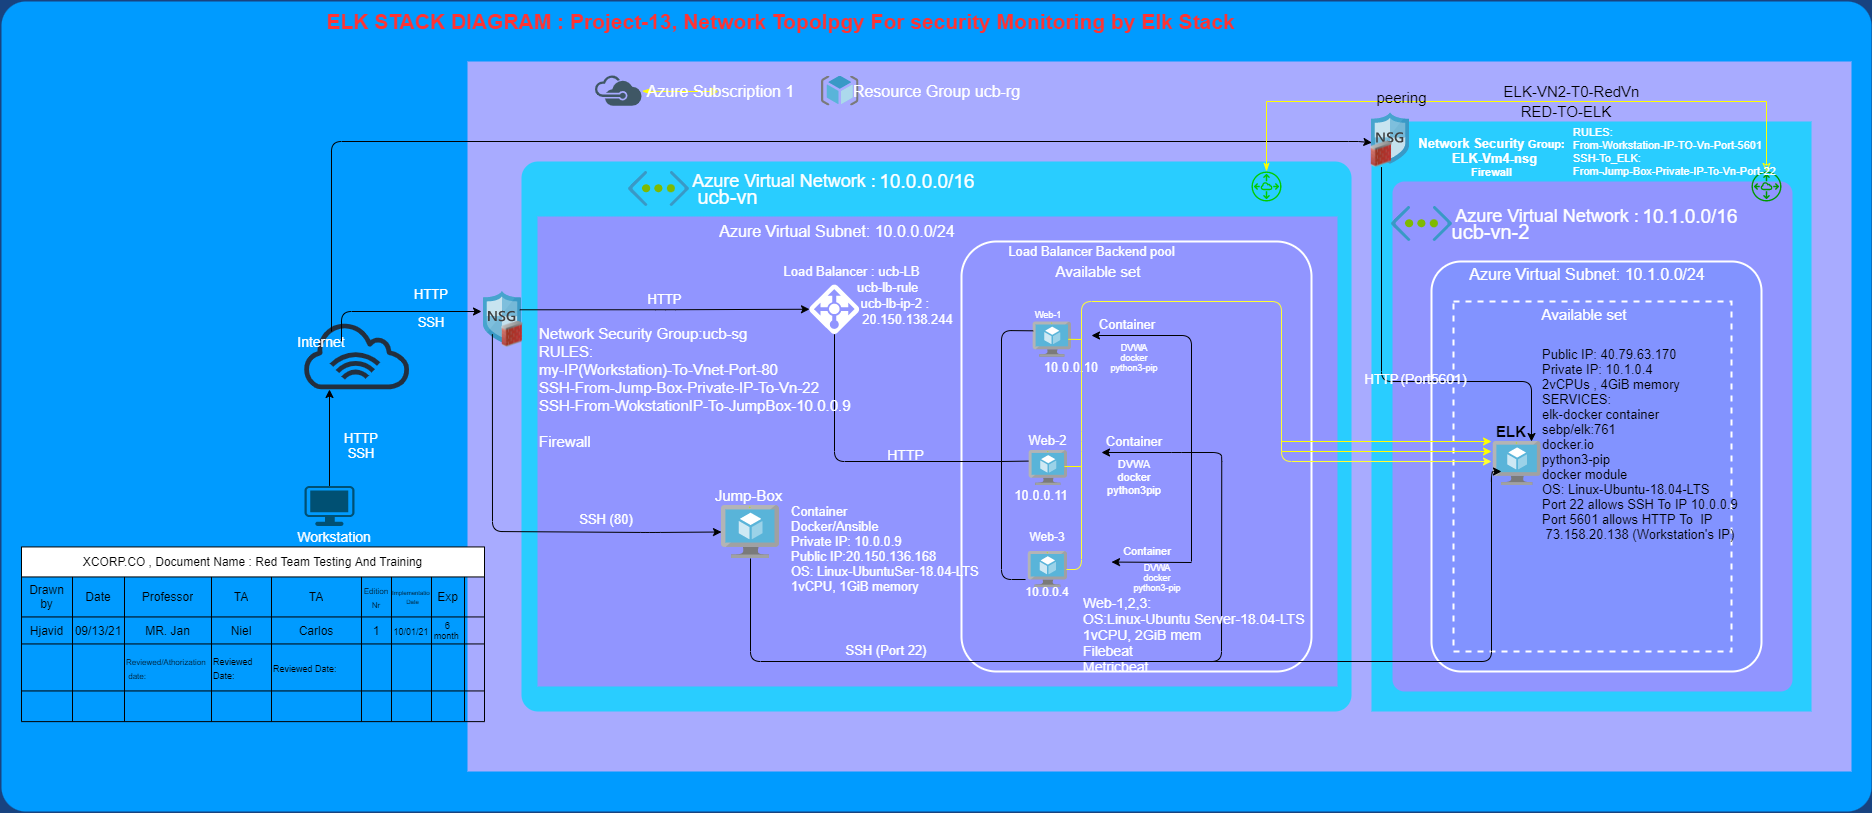 ELK STACK DIAGRAM : Project-13, Network Topolpgy For security Monitoring by Elk Stack
Azure Subscription 1
Resource Group ucb-rg
peering
ELK-VN2-T0-RedVn
RED-TO-ELK
NSG
Network Security Group:
ELK-Vm4-nsg
Firewall
RULES:
From-Workstation-IP-TO-Vn-Port-5601
SSH-To_ELK:
From-Jump-Box-Private-IP-To-Vn-Port-22
Azure Virtual Network : 10.0.0.0/16
ucb-vn
Azure Virtual Subnet: 10.0.0.0/24
Azure Virtual Network : 10.1.0.0/16
ucb-vn-2
Azure Virtual Subnet: 10.1.0.0/24
Available set
Load Balancer Backend pool
Available set
Load Balancer : ucb-LB
ucb-lb-rule
ucb-lb-ip-2 :
20.150.138.244
HTTP
SSH
HTTP
NSG
Network Security Group:ucb-sg
RULES:
my-IP(Workstation)-To-Vnet-Port-80
SSH-From-Jump-Box-Private-IP-To-Vn-22
SSH-From-WokstationIP-To-JumpBox-10.0.0.9
Firewall
Internet
HTTP
SSH
Workstation
Web-1
10.0.0.10
Container
DVWA
docker
python3-pip
HTTP
Web-2
10.0.0.11
Container
DVWA
docker
python3pip
Web-3
10.0.0.4
Container
DVWA
docker
python3-pip
Web-1,2,3:
OS:Linux-Ubuntu Server-18.04-LTS
1vCPU, 2GiB mem
Filebeat
Metricbeat
Jump-Box
SSH (80)
Container
Docker/Ansible
Private IP: 10.0.0.9
Public IP:20.150.136.168
OS: Linux-UbuntuSer-18.04-LTS
1vCPU, 1GiB memory
SSH (Port 22)
HTTP (Port5601)
ELK
Public IP: 40.79.63.170
Private IP: 10.1.0.4
2vCPUs , 4GiB memory
SERVICES:
elk-docker container
sebp/elk:761
docker.io
python3-pip
docker module
OS: Linux-Ubuntu-18.04-LTS
Port 22 allows SSH To IP 10.0.0.9
Port 5601 allows HTTP To IP
73.158.20.138 (Workstation's IP)
XCORP.CO , Document Name : Red Team Testing And Training
Drawn by Date Professor TA TA Edition Nr Implementatio Date Exp
Hjavid 09/13/21 MR. Jan Niel Carlos 1 10/01/21 6 month
Reviewed/Athorization date: Reviewed Date: Reviewed Date: